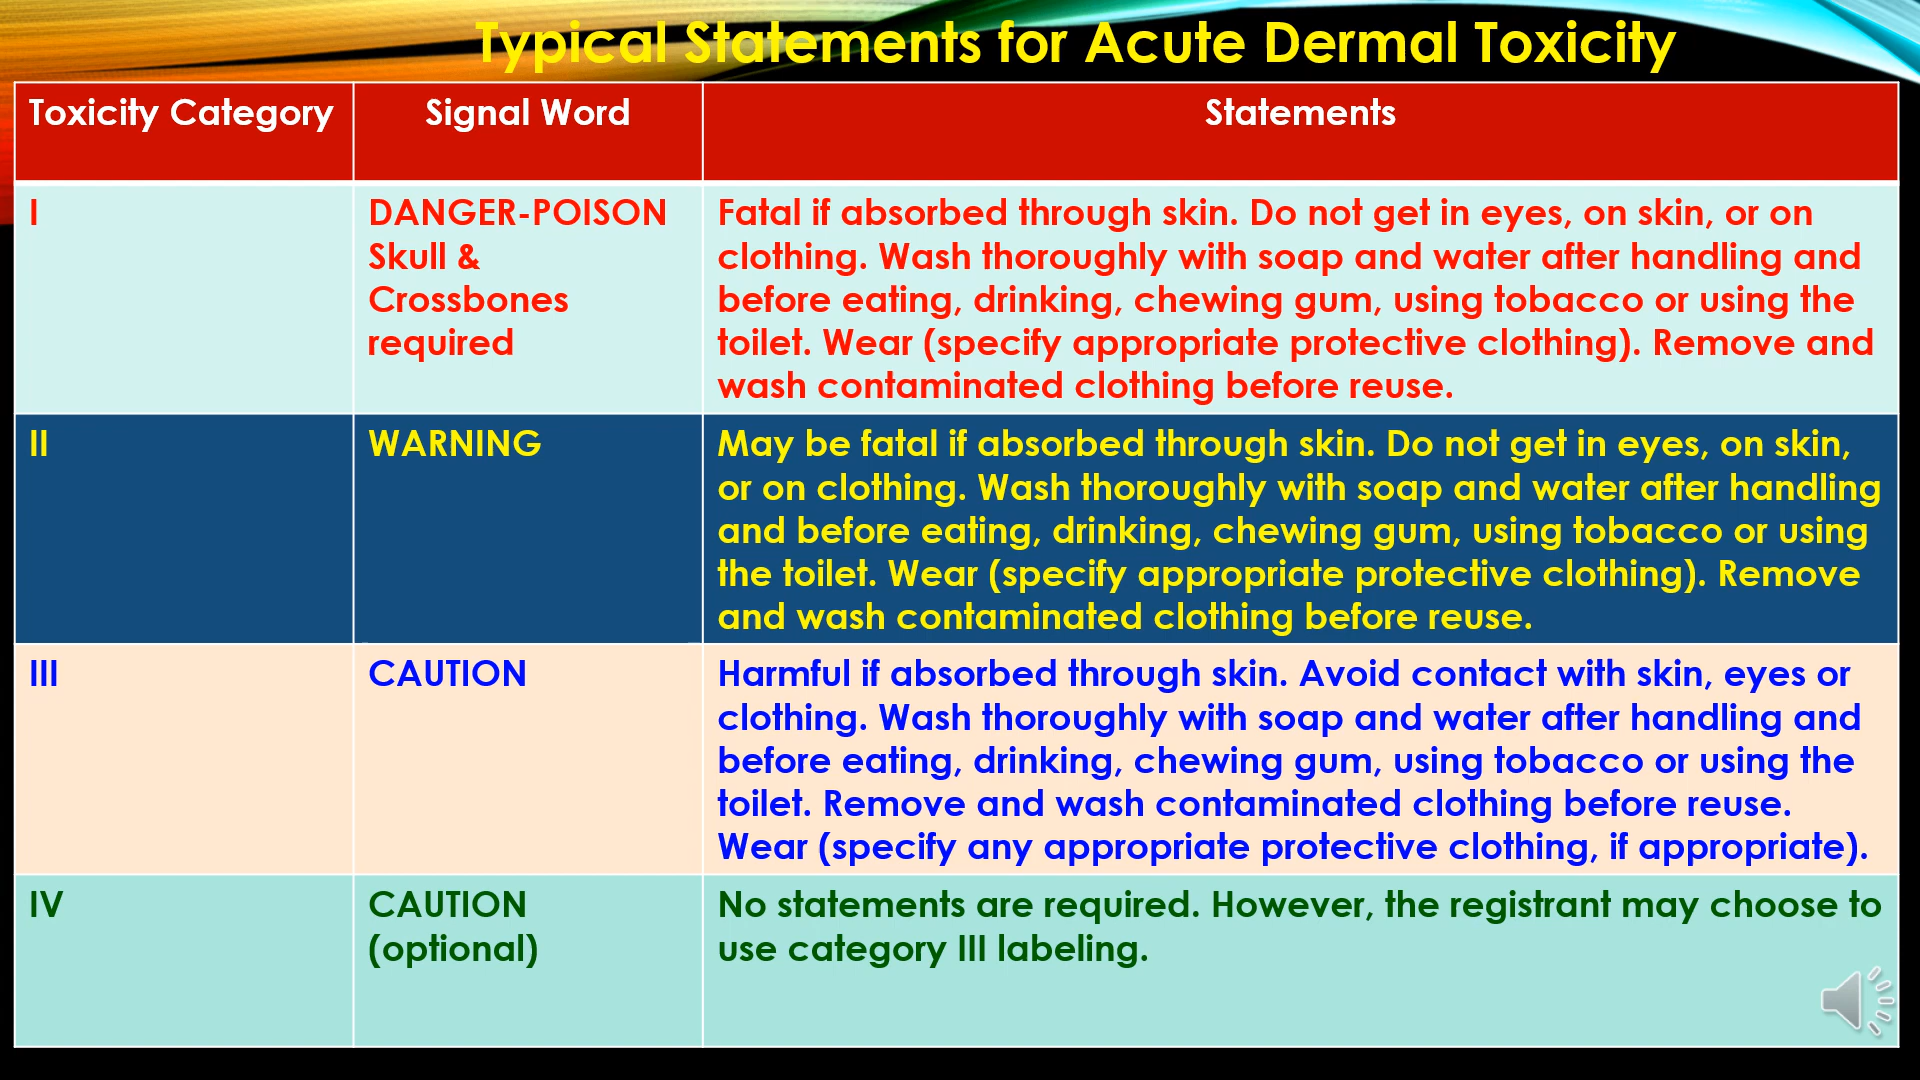 Typical Statements for Acute Dermal Toxicity
Toxicity Category
Signal Word
Statements
I
DANGER-POISON
Skull &
Crossbones
required
Fatal if absorbed through skin. Do not get in eyes, on skin, or on
clothing. Wash thoroughly with soap and water after handling and
before eating, drinking, chewing gum, using tobacco or using the
toilet. Wear (specify appropriate protective clothing). Remove and
wash contaminated clothing before reuse.
II
WARNING
May be fatal if absorbed through skin. Do not get in eyes, on skin,
or on clothing. Wash thoroughly with soap and water after handling
and before eating, drinking, chewing gum, using tobacco or using
the toilet. Wear (specify appropriate protective clothing). Remove
and wash contaminated clothing before reuse.
III
CAUTION
Harmful if absorbed through skin. Avoid contact with skin, eyes or
clothing. Wash thoroughly with soap and water after handling and
before eating, drinking, chewing gum, using tobacco or using the
toilet. Remove and wash contaminated clothing before reuse.
Wear (specify any appropriate protective clothing, if appropriate).
IV
CAUTION
(optional)
No statements are required. However, the registrant may choose to
use category III labeling.